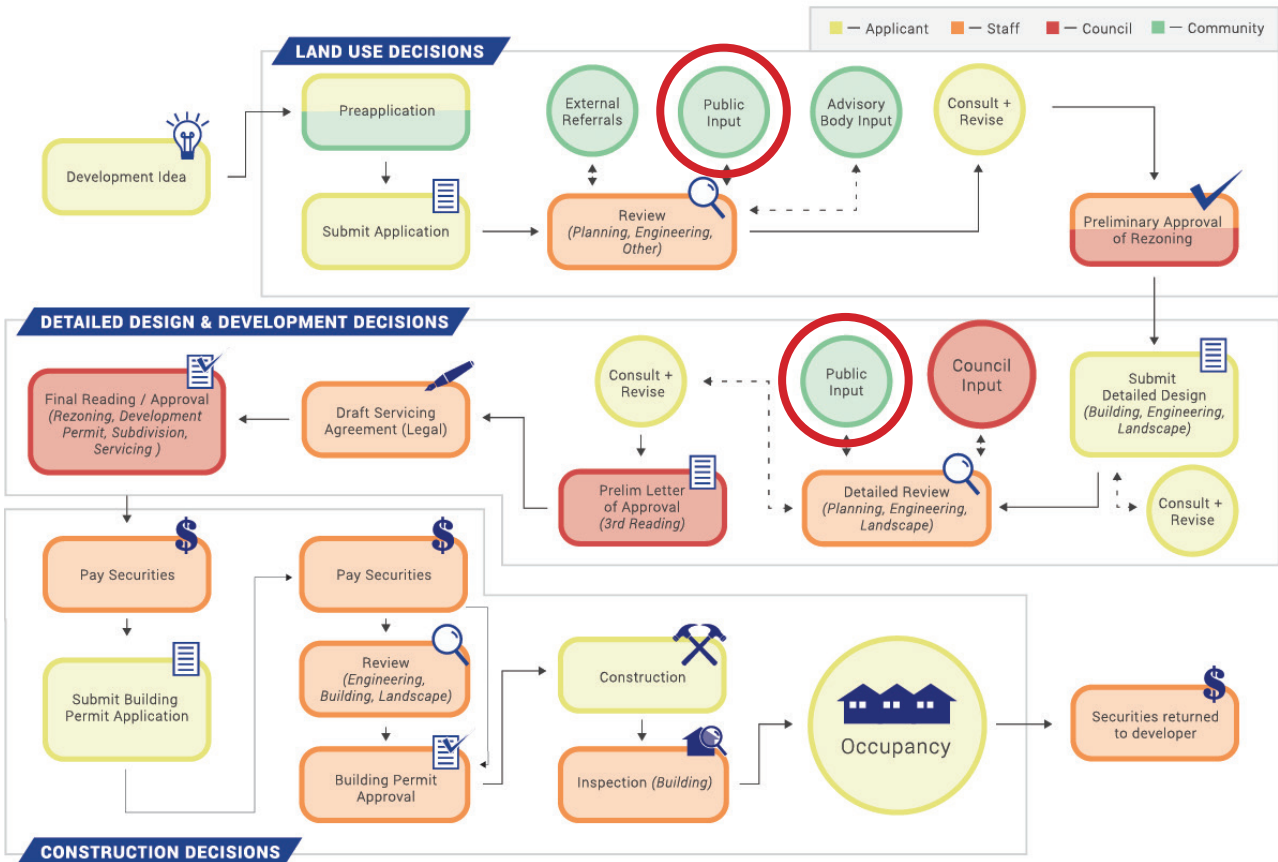 — Applicant
— Staff
— Council
— Community
LAND USE DECISIONS
Development Idea
Preapplication
Submit Application
External
Referrals
Public
Input
Advisory
Body Input
Consult +
Revise
Review
(Planning, Engineering,
Other)
Preliminary Approval
of Rezoning
DETAILED DESIGN & DEVELOPMENT DECISIONS
Submit
Detailed Design
(Building, Engineering,
Landscape)
Consult +
Revise
Council
Input
Public
Input
Detailed Review
(Planning, Engineering,
Landscape)
Consult +
Revise
Prelim Letter
of Approval
(3rd Reading)
Draft Servicing
Agreement (Legal)
Final Reading / Approval
(Rezoning, Development
Permit, Subdivision,
Servicing )
$
Pay Securities
Submit Building
Permit Application
$
Pay Securities
Review
(Engineering,
Building, Landscape)
Building Permit
Approval
Construction
Inspection (Building)
Occupancy
$
Securities returned
to developer
CONSTRUCTION DECISIONS